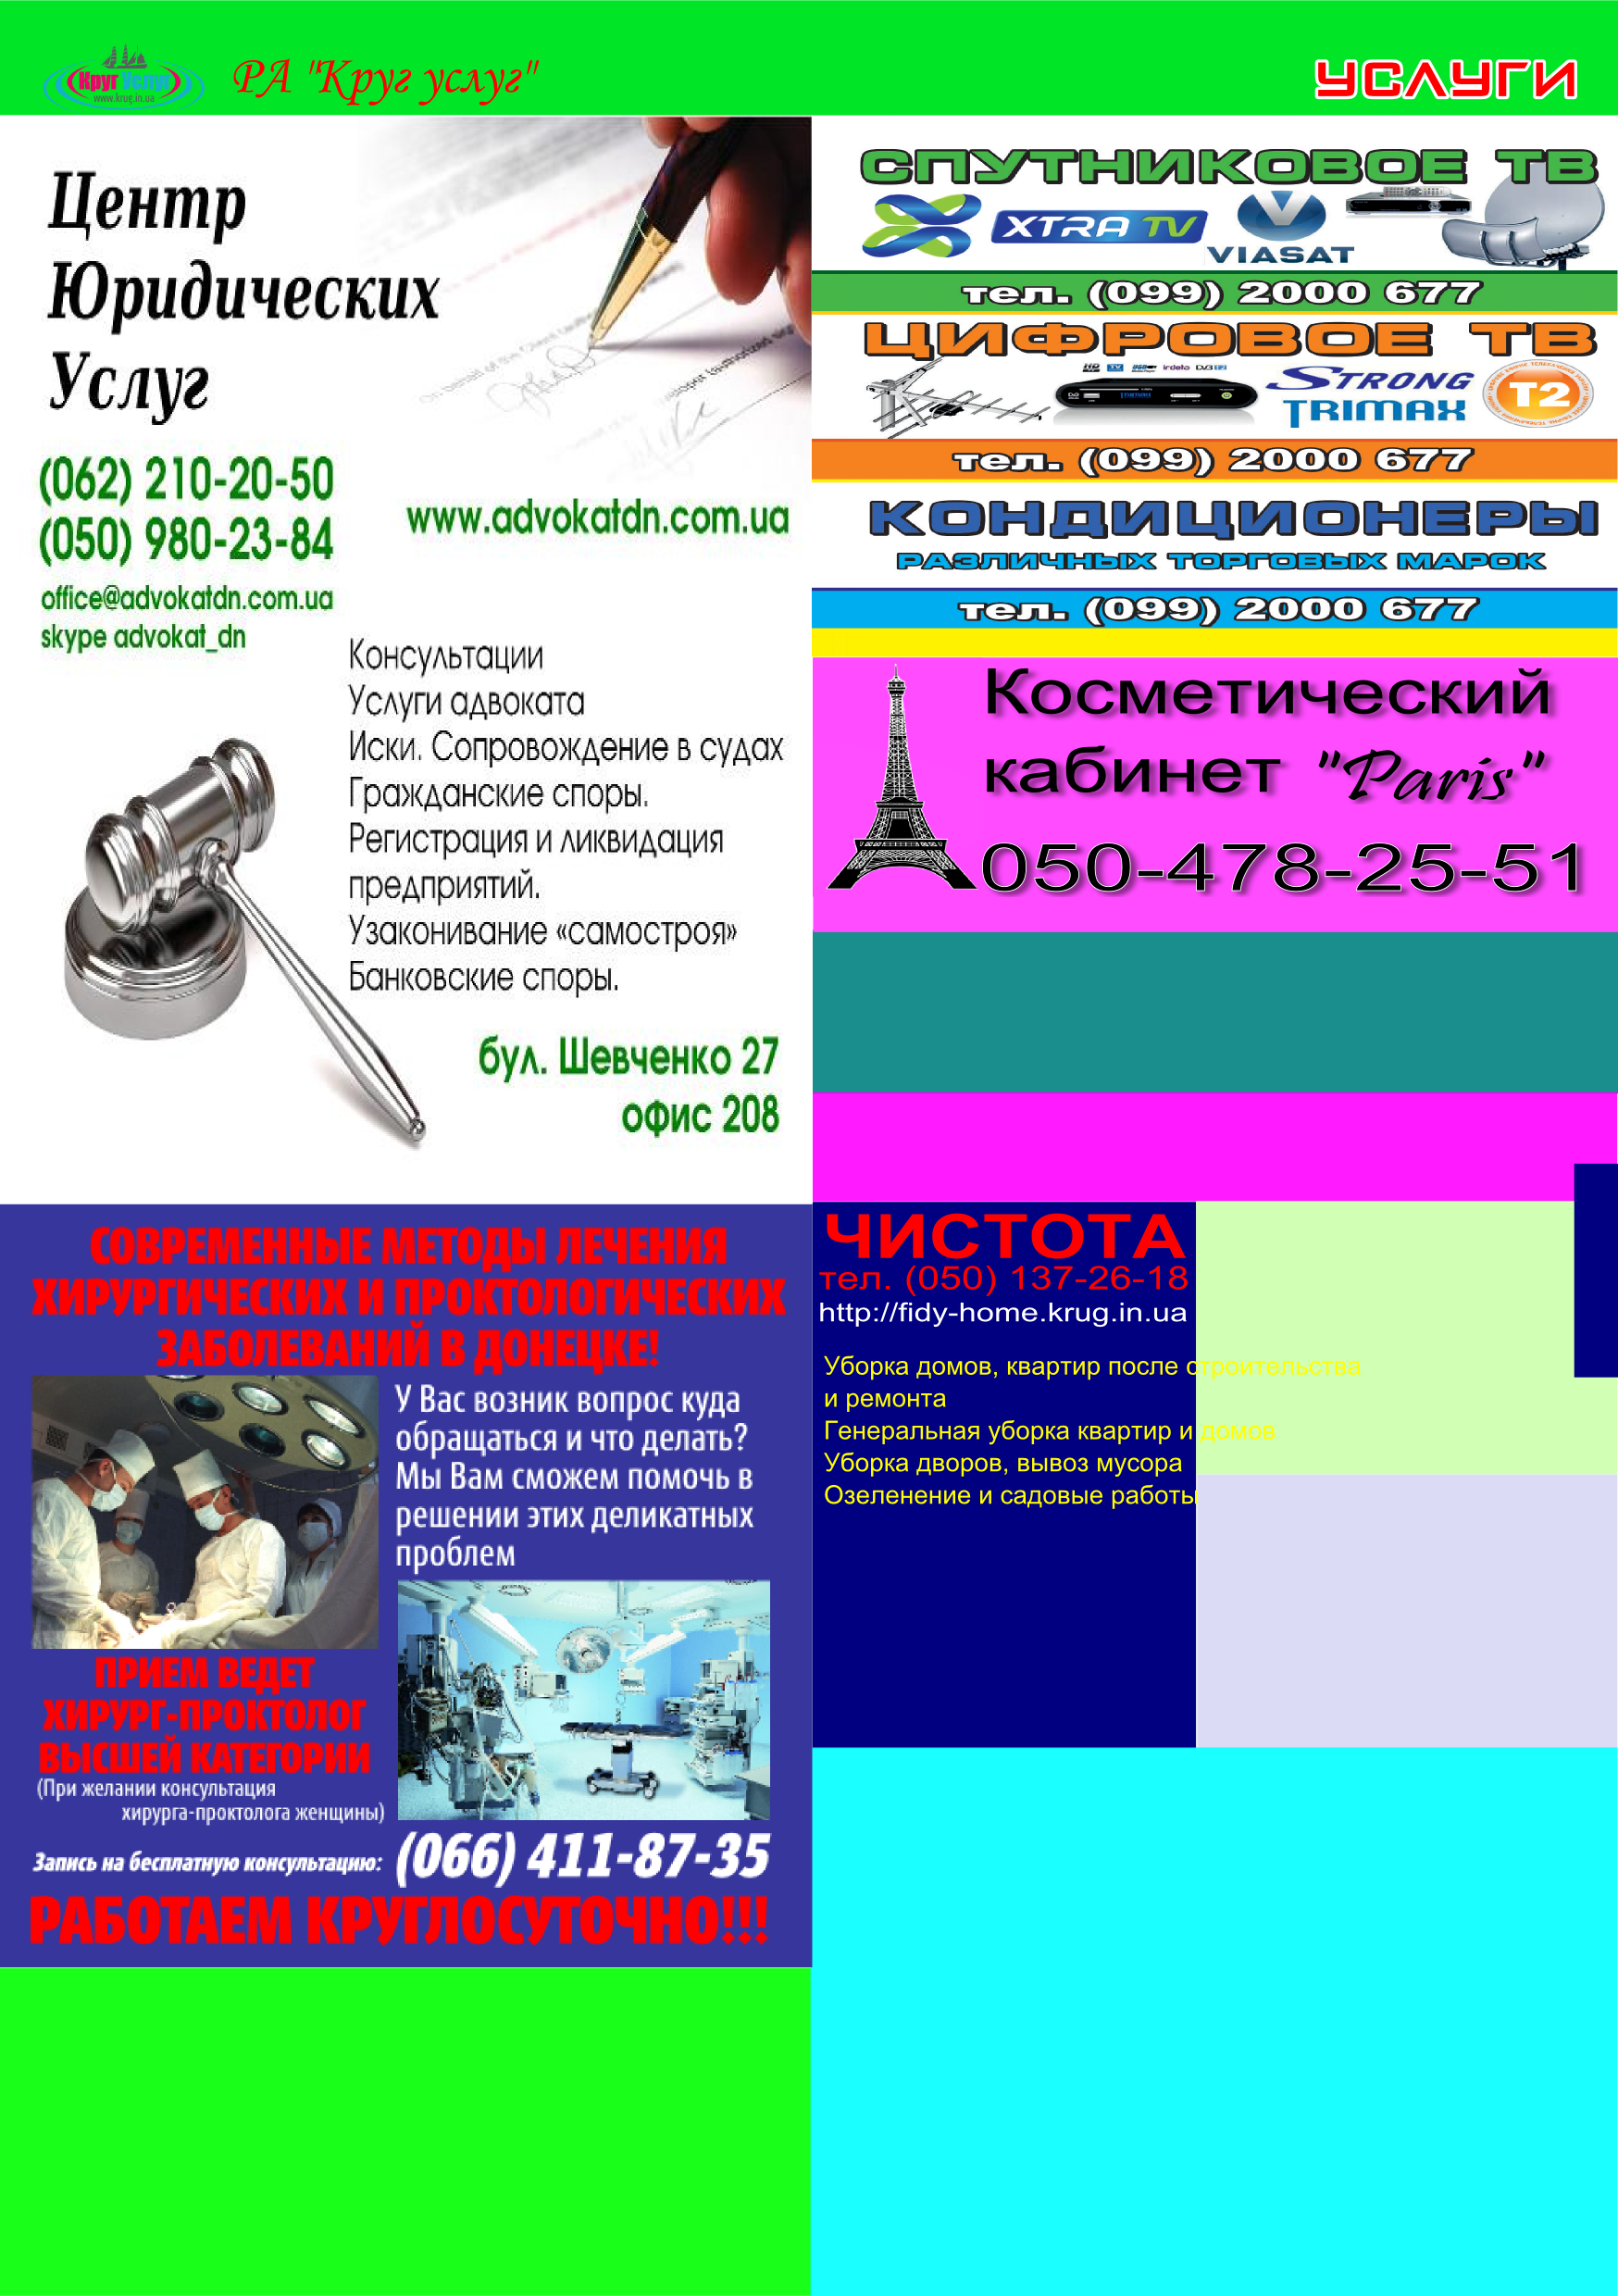 Круг Услуг
www.krug.in.ua
РА "Круг услуг"
УСЛУГИ
Центр
Юридических
Услуг
(062) 210-20-50
(050) 980-23-84
www.advokatdn.com.ua
office@advokatdn.com.ua
skype advokat_dn
Консультации
Услуги адвоката
Иски. Сопровождение в судах
Гражданские споры.
Регистрация и ликвидация
предприятий.
Узаконивание «самостроя»
Банковские споры.
бул. Шевченко 27
офис 208
СПУТНИКОВОЕ ТВ
XTRA TV
VIASAT
тел. (099) 2000 677
ЦИФРОВОЕ ТВ
STRONG
TRIMAX
T2
тел. (099) 2000 677
КОНДИЦИОНЕРЫ
РАЗЛИЧНЫХ ТОРГОВЫХ МАРОК
тел. (099) 2000 677
Косметический
кабинет "Paris"
050-478-25-51
СОВРЕМЕННЫЕ МЕТОДЫ ЛЕЧЕНИЯ
ХИРУРГИЧЕСКИХ И ПРОКТОЛОГИЧЕСКИХ
ЗАБОЛЕВАНИЙ В ДОНЕЦКЕ!
У Вас возник вопрос куда
обращаться и что делать?
Мы Вам сможем помочь в
решении этих деликатных
проблем
ПРИЕМ ВЕДЕТ
ХИРУРГ-ПРОКТОЛОГ
ВЫСШЕЙ КАТЕГОРИИ
(При желании консультация
хирурга-проктолога женщины)
Запись на бесплатную консультацию: (066) 411-87-35
РАБОТАЕМ КРУГЛОСУТОЧНО!!!
ЧИСТОТА
тел. (050) 137-26-18
http://fidy-home.krug.in.ua
Уборка домов, квартир после строительства
и ремонта
Генеральная уборка квартир и домов
Уборка дворов, вывоз мусора
Озеленение и садовые работы